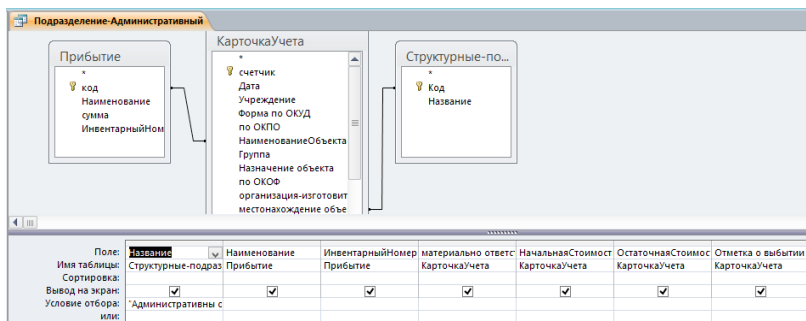 Подразделение-Административный
Прибытие
*
код
Наименование
сумма
ИнвентарныйНом
КарточкаУчета
*
счетчик
Дата
Учреждение
Форма по ОКУД
по ОКПО
НаименованиеОбъекта
Группа
Назначение объекта
по ОКОФ
организация-изготовит
местонахождение объе
Структурные-по...
*
Код
Название
Поле: Название Наименование ИнвентарныйНомер материально ответс НачальнаяСтоимост ОстаточнаяСтоимос Отметка о выбытии
Имя таблицы: Структурные-подраз Прибытие Прибытие КарточкаУчета КарточкаУчета КарточкаУчета КарточкаУчета
Сортировка:
Вывод на экран:
Условие отбора: "Административны с
или: